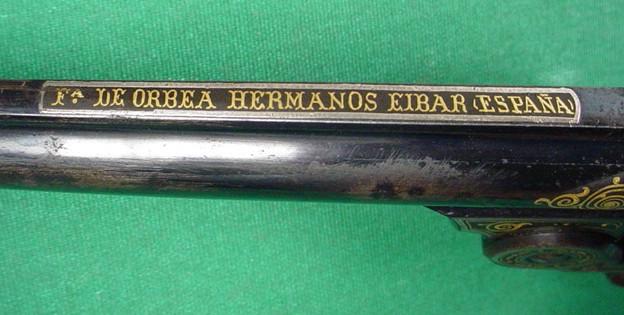 Fª. DE ORBEA HERMANOS EIBAR (ESPAÑA)